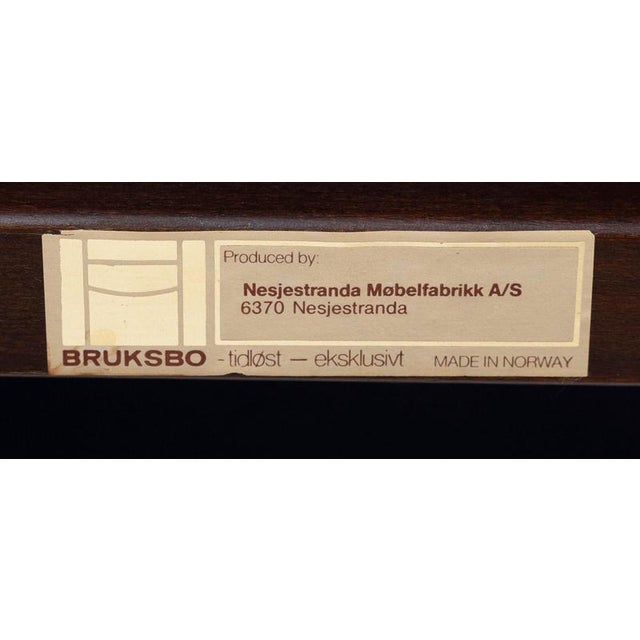 Produced by:
Nesjestranda Møbelfabrikk A/S
6370 Nesjestranda
BRUKSBO - tidløst — eksklusivt MADE IN NORWAY